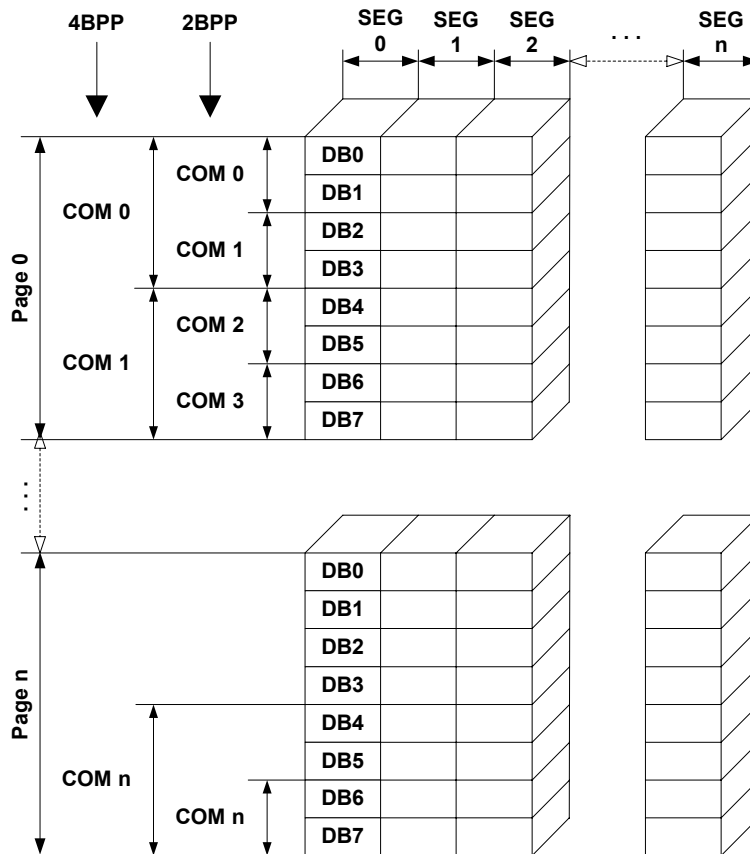 4BPP
2BPP
SEG 0
SEG 1
SEG 2
. . .
SEG n
Page 0
COM 0
COM 1
COM 0
COM 1
COM 2
COM 3
DB0
DB1
DB2
DB3
DB4
DB5
DB6
DB7
. . .
Page n
COM n
COM n
DB0
DB1
DB2
DB3
DB4
DB5
DB6
DB7